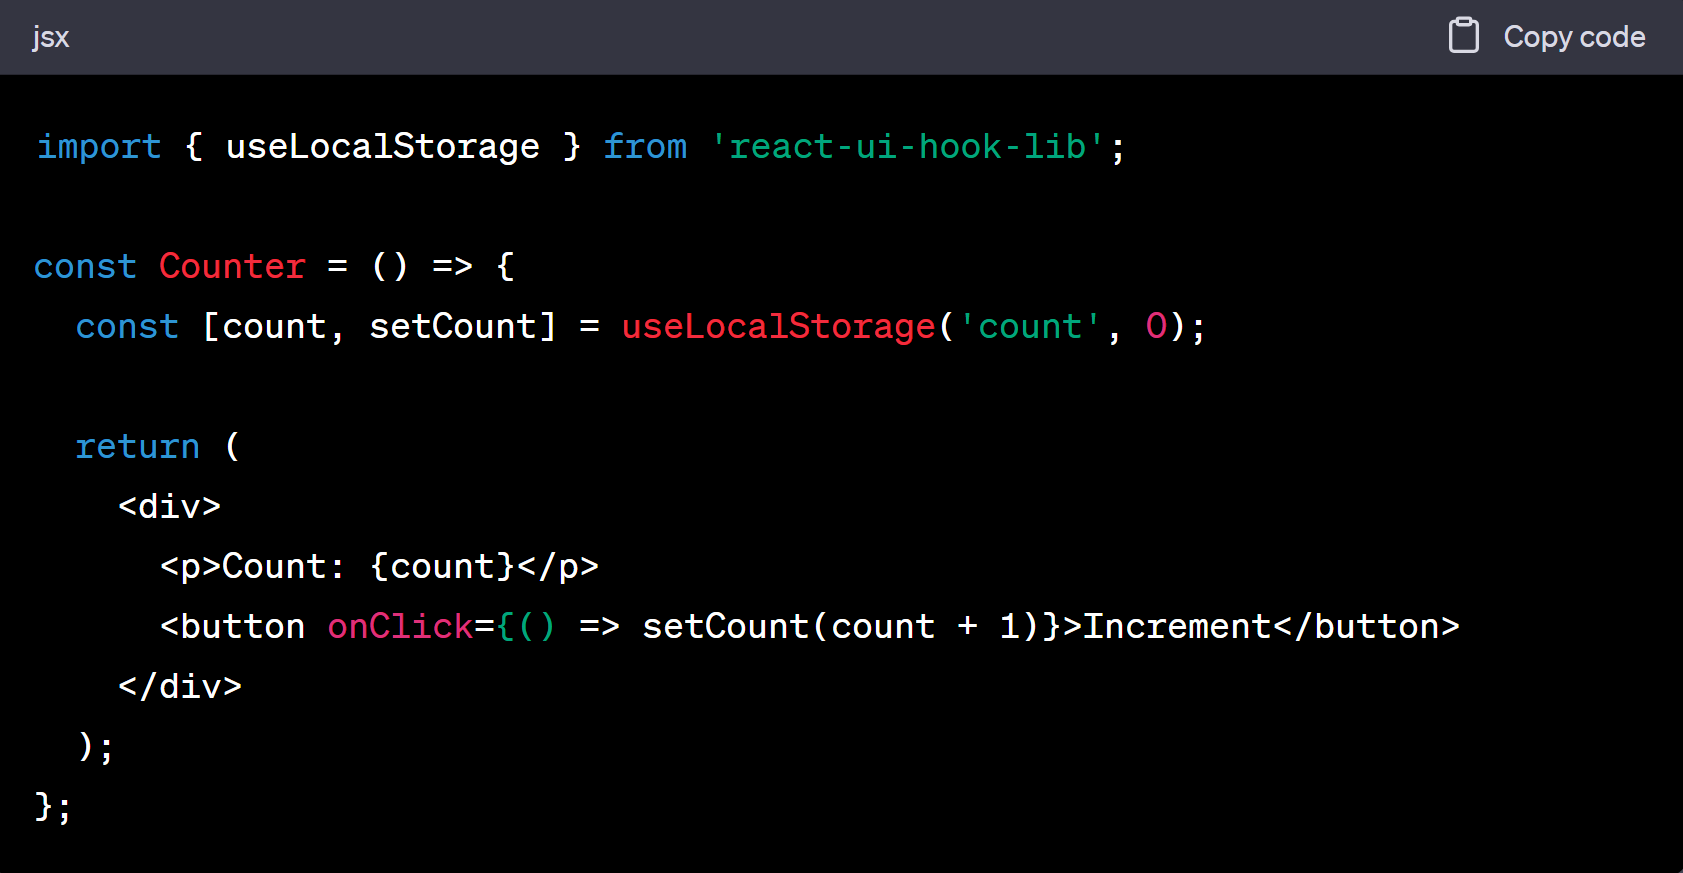 jsx
Copy code
import { useLocalStorage } from 'react-ui-hook-lib';
const Counter = () => {
  const [count, setCount] = useLocalStorage('count', 0);
  return (
    <div>
      <p>Count: {count}</p>
      <button onClick={() => setCount(count + 1)}>Increment</button>
    </div>
  );
};